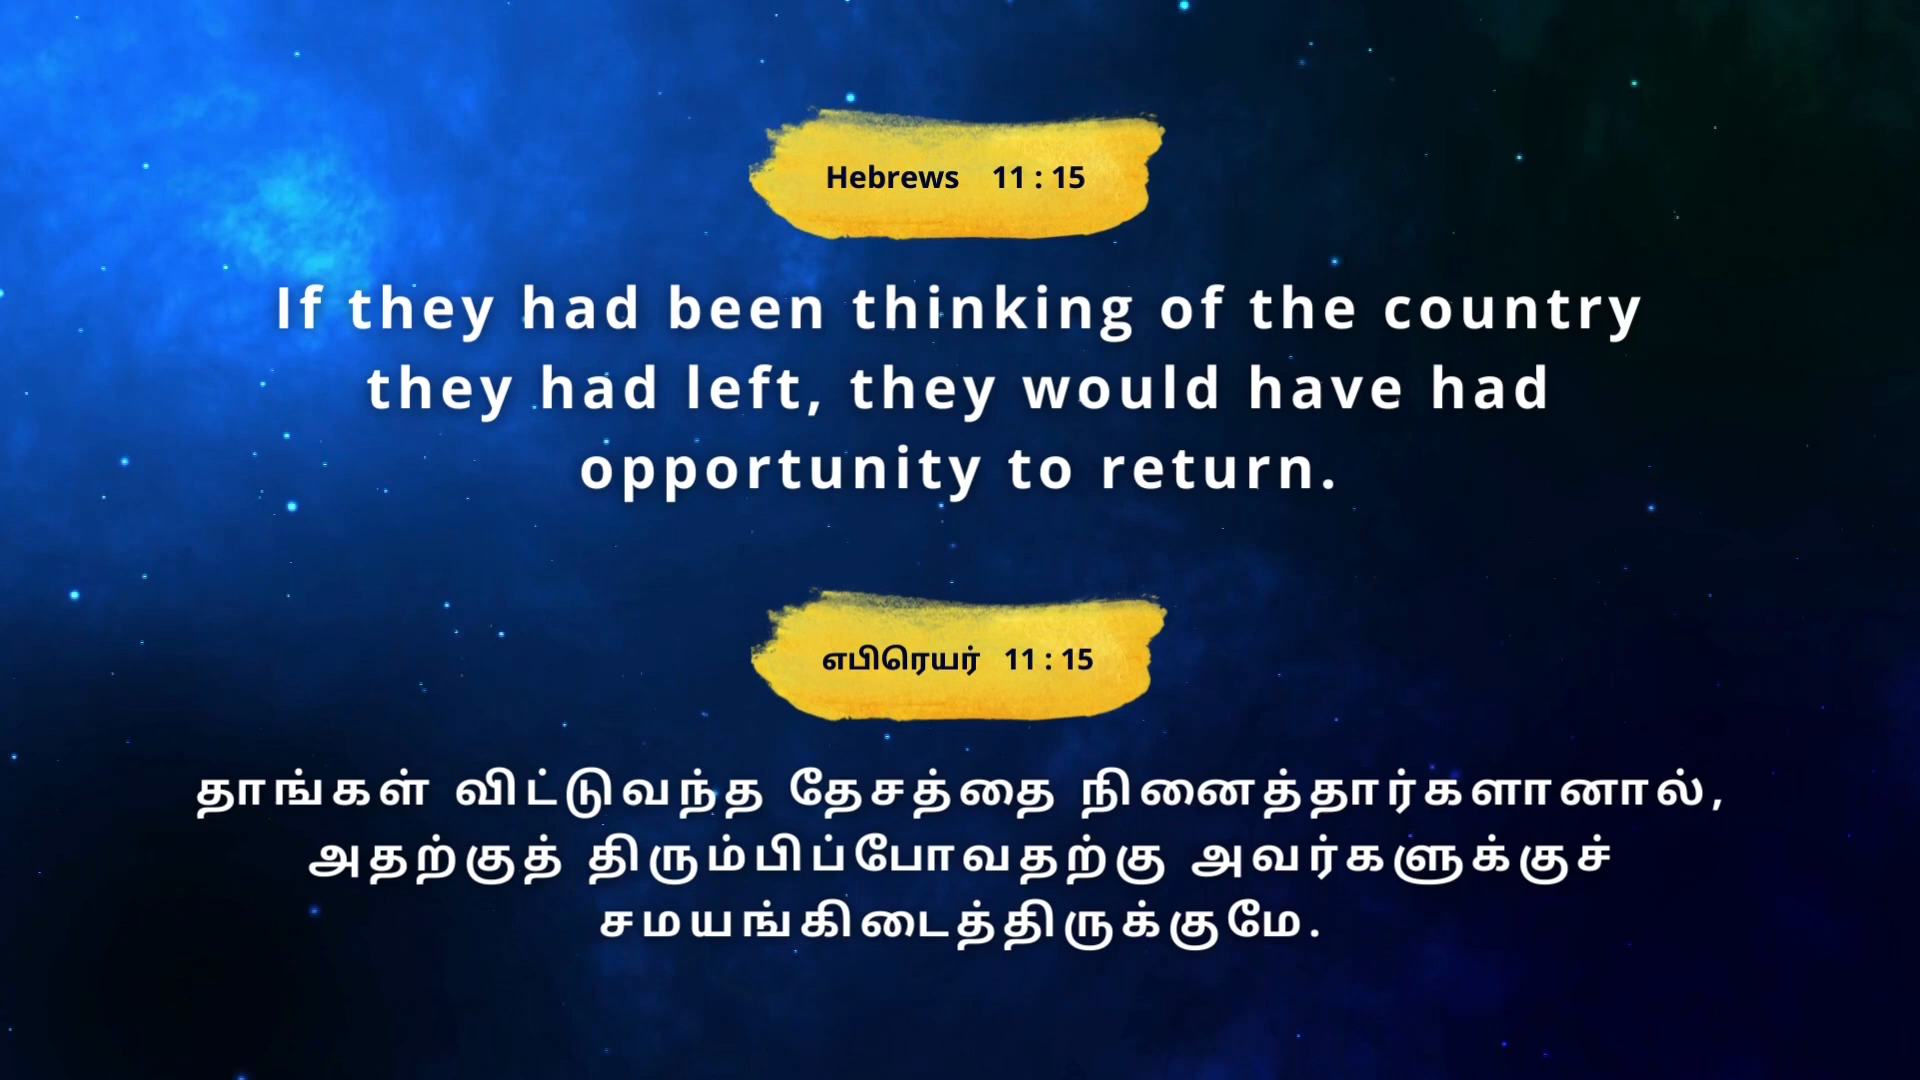 Hebrews 11 : 15
If they had been thinking of the country
they had left, they would have had
opportunity to return.
எபிரெயர் 11 : 15
தாங்கள் விட்டுவந்த தேசத்தை நினைத்தார்களானால்,
அதற்குத் திரும்பிப்போவதற்கு அவர்களுக்குச்
சமயங்கிடைத்திருக்குமே.